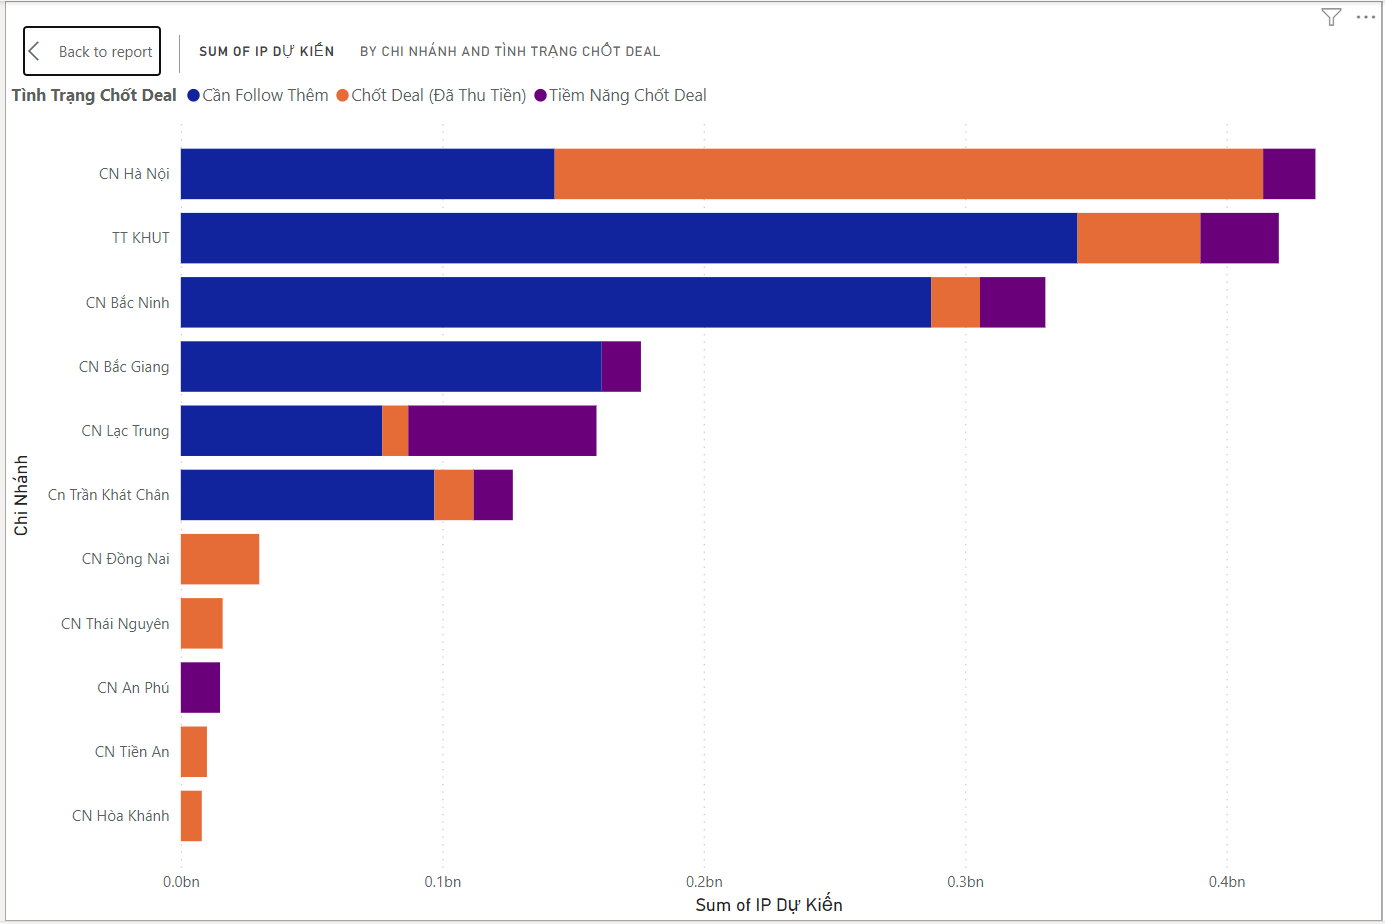 Back to report
SUM OF IP DỰ KIẾN BY CHI NHÁNH AND TÌNH TRẠNG CHỐT DEAL
Tình Trạng Chốt Deal Cần Follow Thêm Chốt Deal (Đã Thu Tiền) Tiềm Năng Chốt Deal
Chi Nhánh
CN Hà Nội
TT KHUT
CN Bắc Ninh
CN Bắc Giang
CN Lạc Trung
Cn Trần Khát Chân
CN Đồng Nai
CN Thái Nguyên
CN An Phú
CN Tiền An
CN Hòa Khánh
0.0bn 0.1bn 0.2bn 0.3bn 0.4bn
Sum of IP Dự Kiến